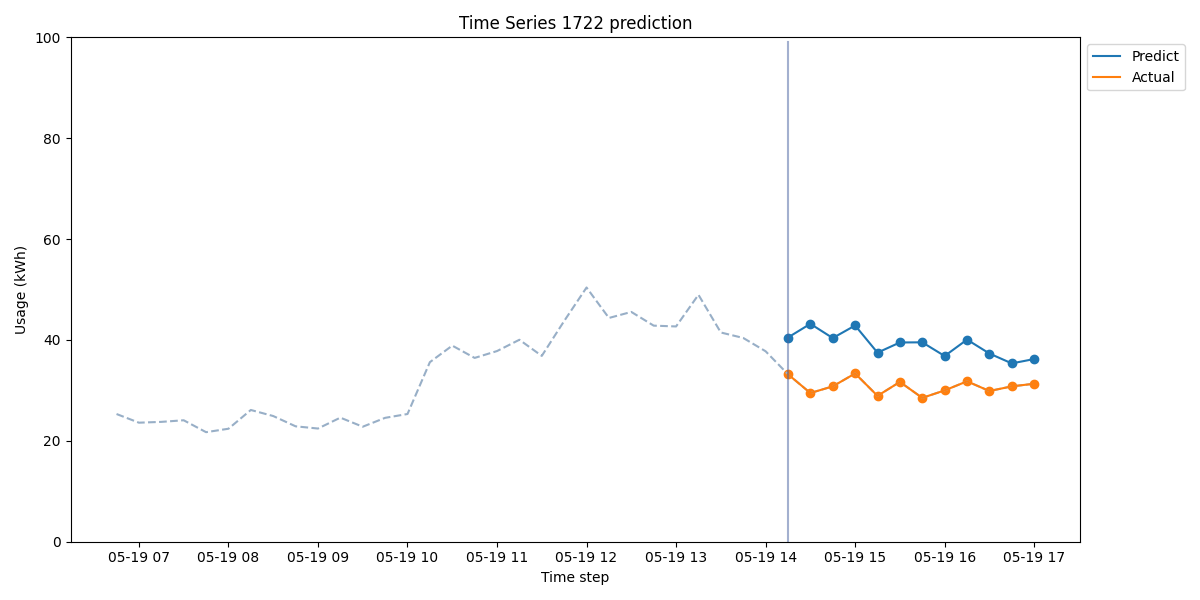 Time Series 1722 prediction
100
80
60
40
20
0
Usage (kWh)
05-19 07 05-19 08 05-19 09 05-19 10 05-19 11 05-19 12 05-19 13 05-19 14 05-19 15 05-19 16 05-19 17
Time step
Predict
Actual